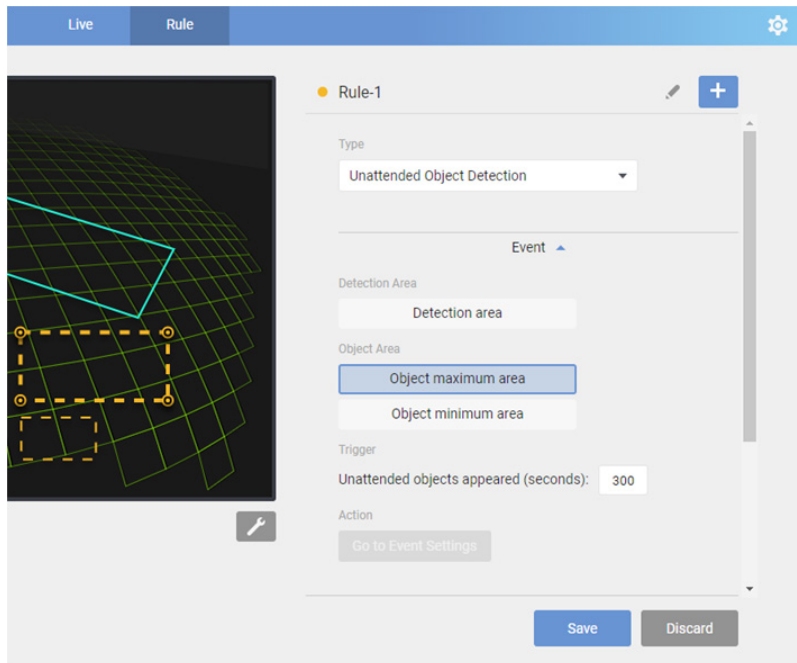 Live Rule
Rule-1
Type
Unattended Object Detection
Event
Detection Area
Detection area
Object Area
Object maximum area
Object minimum area
Trigger
Unattended objects appeared (seconds): 300
Action
Go to Event Settings
Save Discard